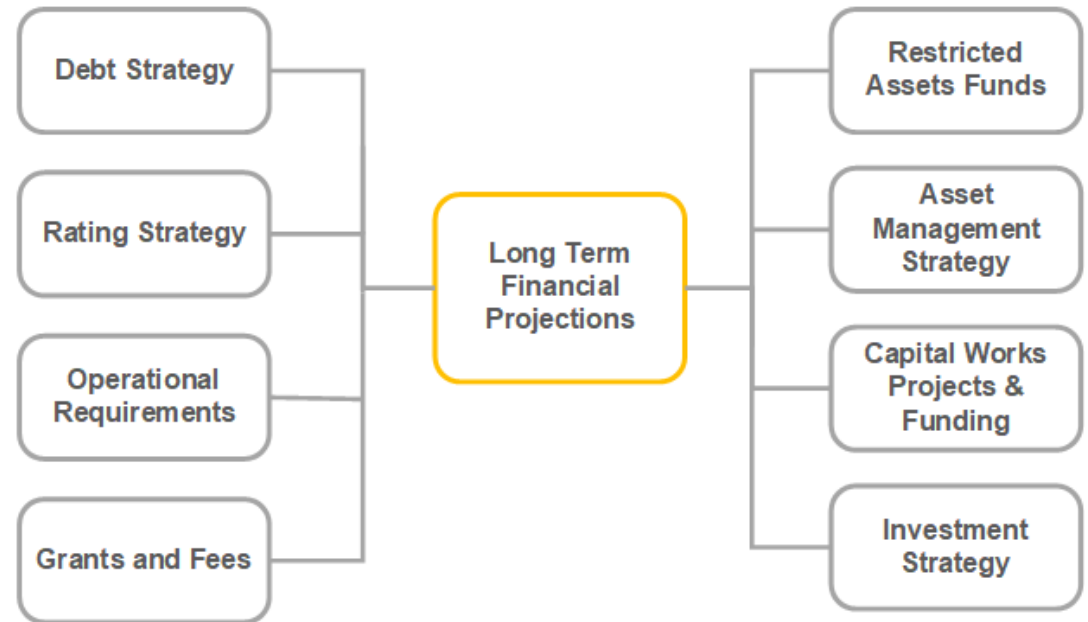 Debt Strategy
Rating Strategy
Operational
Requirements
Grants and Fees
Long Term
Financial
Projections
Restricted
Assets Funds
Asset
Management
Strategy
Capital Works
Projects &
Funding
Investment
Strategy